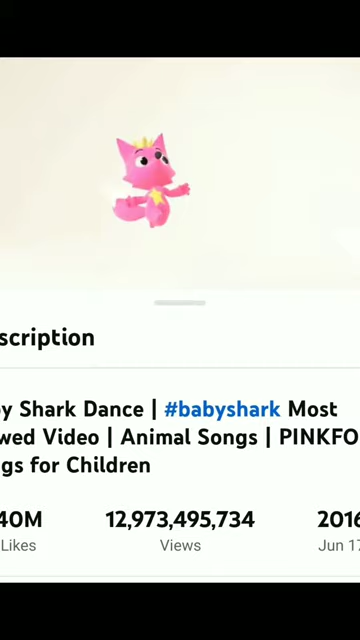 scription
y Shark Dance | #babyshark Most
wed Video | Animal Songs | PINKFO
gs for Children
40M 12,973,495,734 2016
Likes Views Jun 17